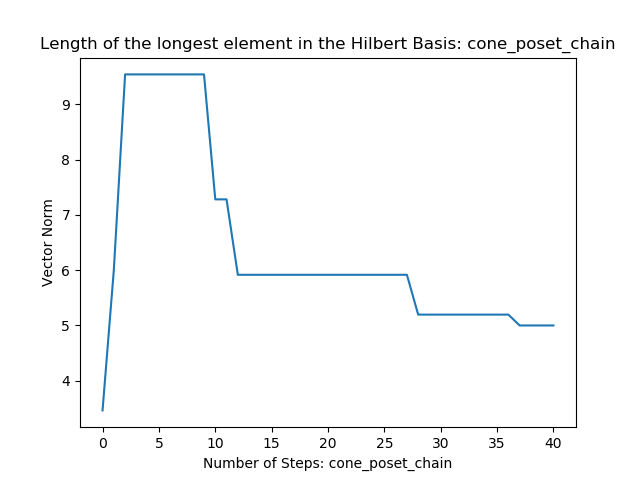 Length of the longest element in the Hilbert Basis: cone_poset_chain
Vector Norm
9
8
7
6
5
4
0 5 10 15 20 25 30 35 40
Number of Steps: cone_poset_chain